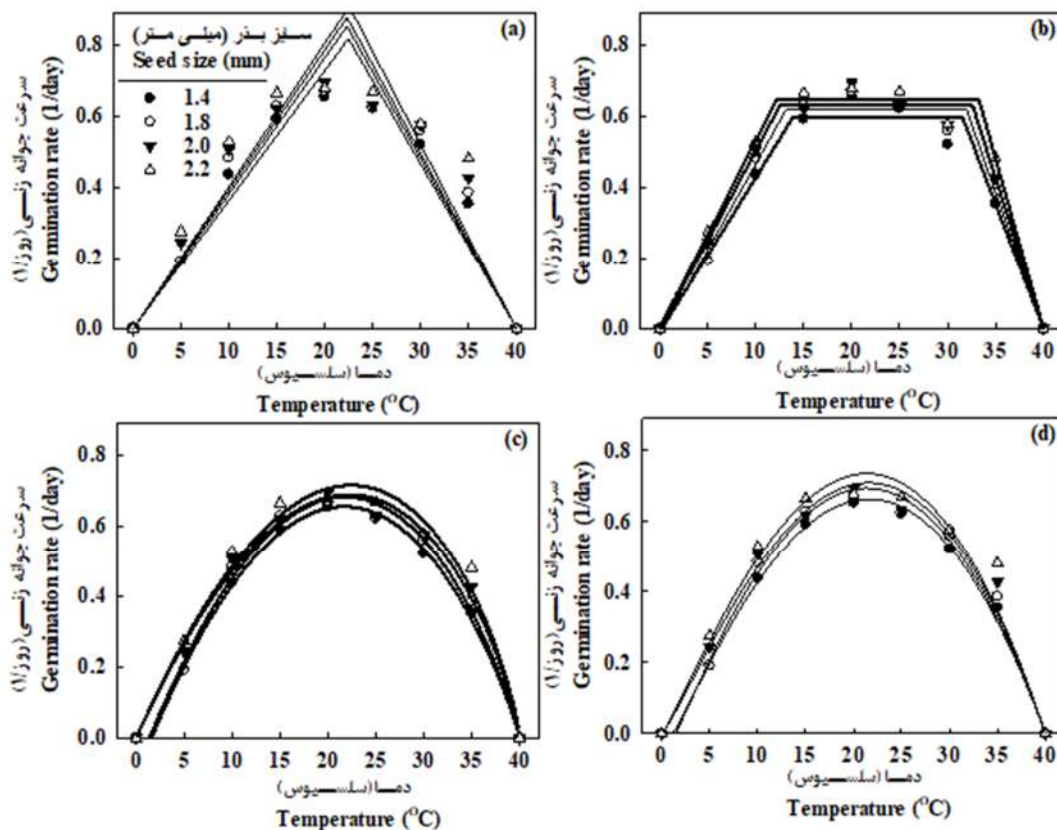 (a)
سایز بذر (میلی متر)
Seed size (mm)
1.4
1.8
2.0
2.2
سرعت جوانه زنی(روز/۱)
Germination rate (1/day)
0.8
0.6
0.4
0.2
0.0
0 5 10 15 20 25 30 35 40
دما (سلسیوس)
Temperature (°C)
(b)
سرعت جوانه زنی(روز/۱)
Germination rate (1/day)
0.8
0.6
0.4
0.2
0.0
0 5 10 15 20 25 30 35 40
دما (سلسیوس)
Temperature (°C)
(c)
سرعت جوانه زنی(روز/۱)
Germination rate (1/day)
0.8
0.6
0.4
0.2
0.0
0 5 10 15 20 25 30 35 40
دما (سلسیوس)
Temperature (°C)
(d)
سرعت جوانه زنی(روز/۱)
Germination rate (1/day)
0.8
0.6
0.4
0.2
0.0
0 5 10 15 20 25 30 35 40
دما (سلسیوس)
Temperature (°C)